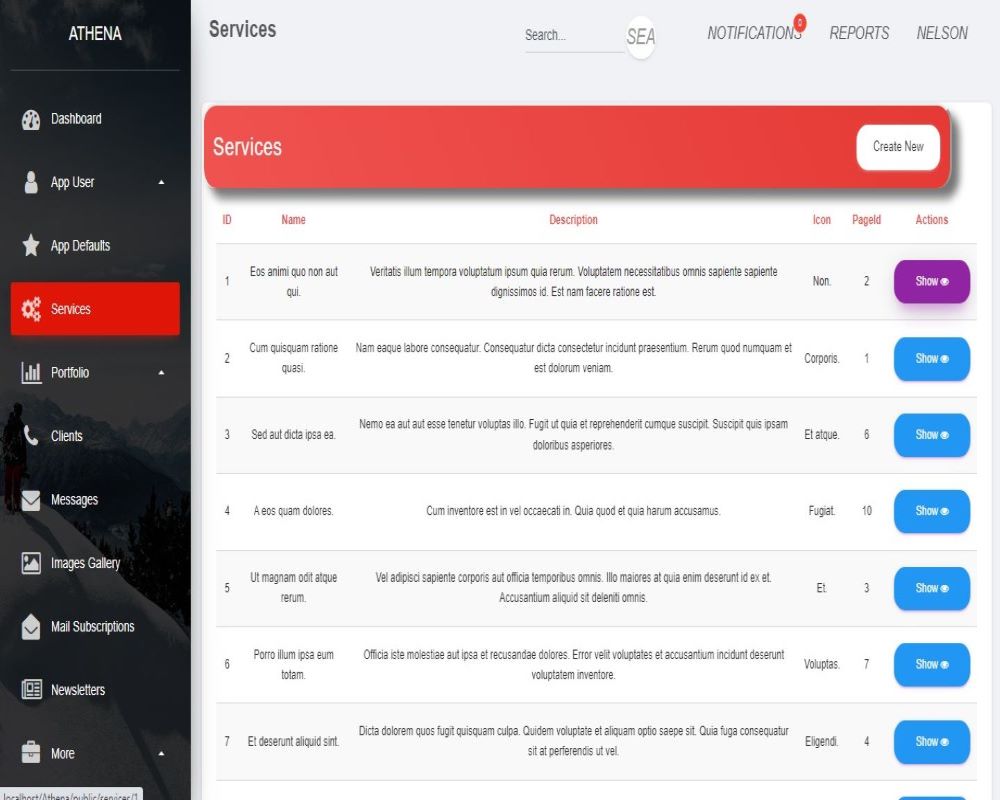 ATHENA
Dashboard
App User
App Defaults
Services
Portfolio
Clients
Messages
Images Gallery
Mail Subscriptions
Newsletters
More
localhost/Athena/public/services/1
Services
Search...
SEA
NOTIFICATIONS
0
REPORTS
NELSON
Services
Create New
ID Name Description Icon PageId Actions
1 Eos animi quo non aut qui. Veritatis illum tempora voluptatum ipsum quia rerum. Voluptatem necessitatibus omnis sapiente sapiente dignissimos id. Est nam facere ratione est. Non. 2 Show
2 Cum quisquam ratione quasi. Nam eaque labore consequatur. Consequatur dicta consectetur incidunt praesentium. Rerum quod numquam et est dolorum veniam. Corporis. 1 Show
3 Sed aut dicta ipsa ea. Nemo ea aut aut esse tenetur voluptas illo. Fugit ut quia et reprehenderit cumque suscipit. Suscipit quis ipsam doloribus asperiores. Et atque. 6 Show
4 A eos quam dolores. Cum inventore est in vel occaecati in. Quia quod et quia harum accusamus. Fugiat. 10 Show
5 Ut magnam odit atque rerum. Vel adipisci sapiente corporis aut officia temporibus omnis. Illo maiores at quia enim deserunt id ex et. Accusantium aliquid sit deleniti omnis. Et. 3 Show
6 Porro illum ipsa eum totam. Officia iste molestiae aut ipsa et recusandae dolores. Error velit voluptates et accusantium incidunt deserunt voluptatem inventore. Voluptas. 7 Show
7 Et deserunt aliquid sint. Dicta dolorem quos fugit quisquam culpa. Quidem voluptate et aliquam optio saepe sit. Quia fuga consequatur sit at perferendis ut vel. Eligendi. 4 Show